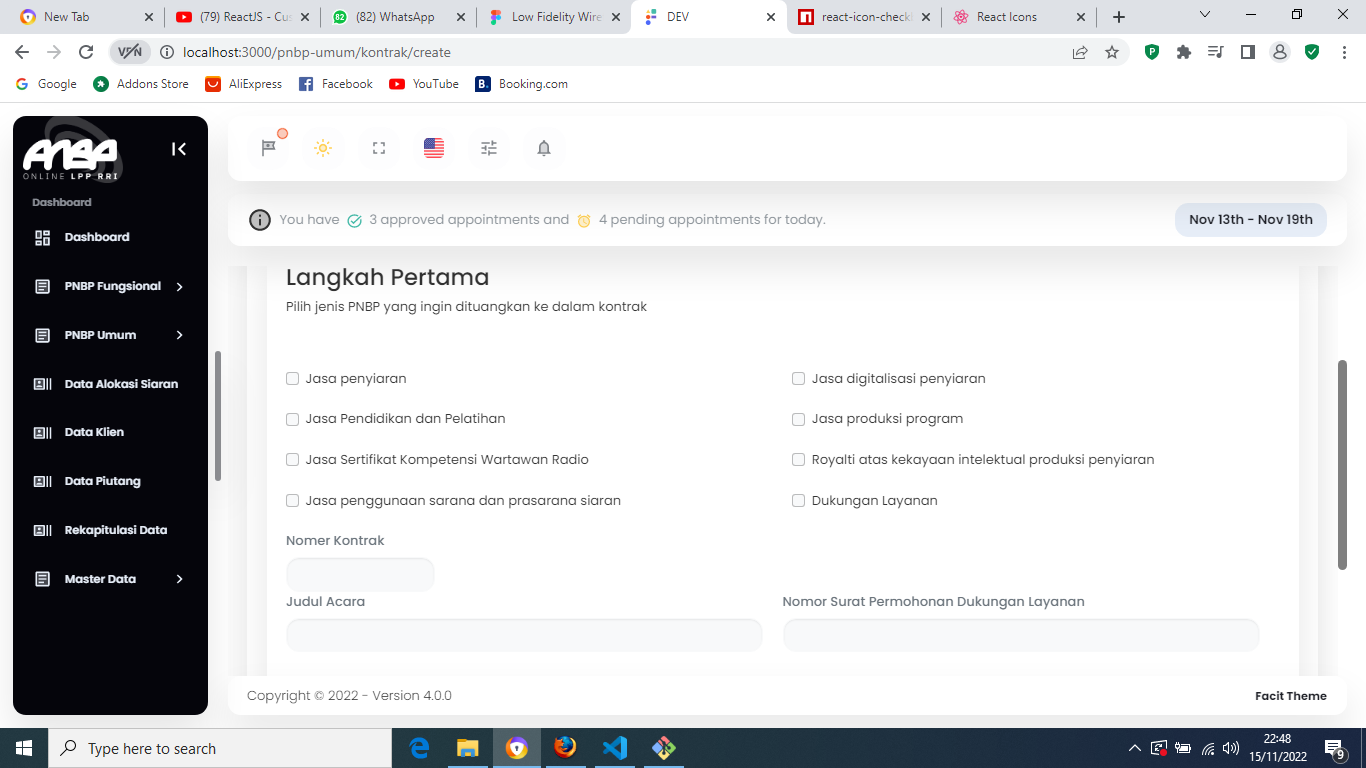 New Tab
(79) ReactJS - Cus
(82) WhatsApp
Low Fidelity Wire
DEV
react-icon-check
React Icons
VPN
localhost:3000/pnbp-umum/kontrak/create
Google
Addons Store
AliExpress
Facebook
B.
Booking.com
YouTube
PNBP
ONLINE LPP RRI
Dashboard
Dashboard
PNBP Fungsional
PNBP Umum
Data Alokasi Siaran
Data Klien
Data Piutang
Rekapitulasi Data
Master Data
You have 3 approved appointments and 4 pending appointments for today.
Nov 13th - Nov 19th
Langkah Pertama
Pilih jenis PNBP yang ingin dituangkan ke dalam kontrak
Jasa penyiaran
Jasa digitalisasi penyiaran
Jasa Pendidikan dan Pelatihan
Jasa produksi program
Jasa Sertifikat Kompetensi Wartawan Radio
Royalti atas kekayaan intelektual produksi penyiaran
Jasa penggunaan sarana dan prasarana siaran
Dukungan Layanan
Nomer Kontrak
Judul Acara
Nomor Surat Permohonan Dukungan Layanan
Copyright © 2022 - Version 4.0.0
Facit Theme
Type here to search
22:48
15/11/2022
9